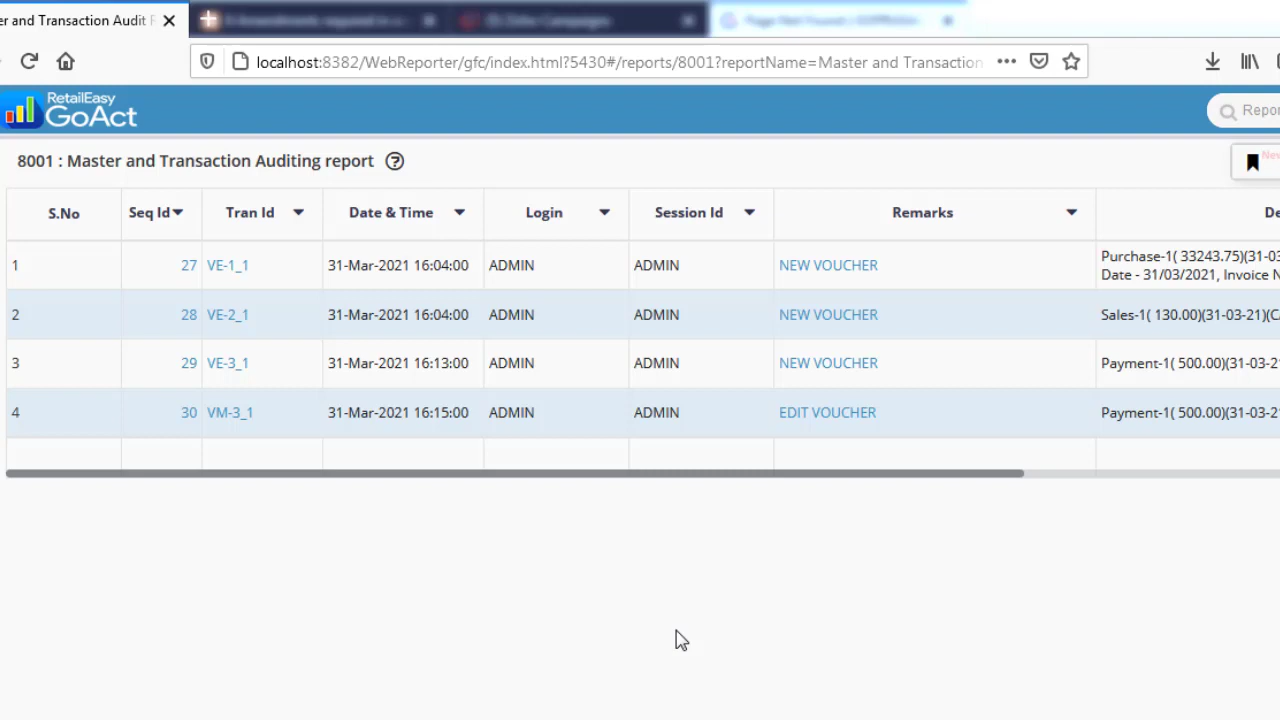 er and Transaction Audit
localhost:8382/WebReporter/gfc/index.html?5430#/reports/8001?reportName=Master and Transaction
RetailEasy
GoAct
Repor
8001 : Master and Transaction Auditing report ?
New
S.No Seq Id Tran Id Date & Time Login Session Id Remarks De
1 27 VE-1_1 31-Mar-2021 16:04:00 ADMIN ADMIN NEW VOUCHER Purchase-1( 33243.75)(31-03
Date - 31/03/2021, Invoice N
2 28 VE-2_1 31-Mar-2021 16:04:00 ADMIN ADMIN NEW VOUCHER Sales-1( 130.00)(31-03-21)(C
3 29 VE-3_1 31-Mar-2021 16:13:00 ADMIN ADMIN NEW VOUCHER Payment-1( 500.00)(31-03-2
4 30 VM-3_1 31-Mar-2021 16:15:00 ADMIN ADMIN EDIT VOUCHER Payment-1( 500.00)(31-03-2